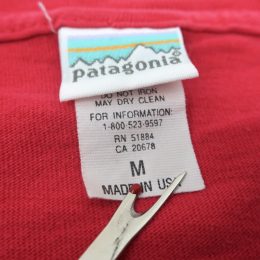 patagonia®
DO NOT IRON
MAY DRY CLEAN
FOR INFORMATION:
1-800-523-9597
RN 51884
CA 20678
M
MADE IN USA